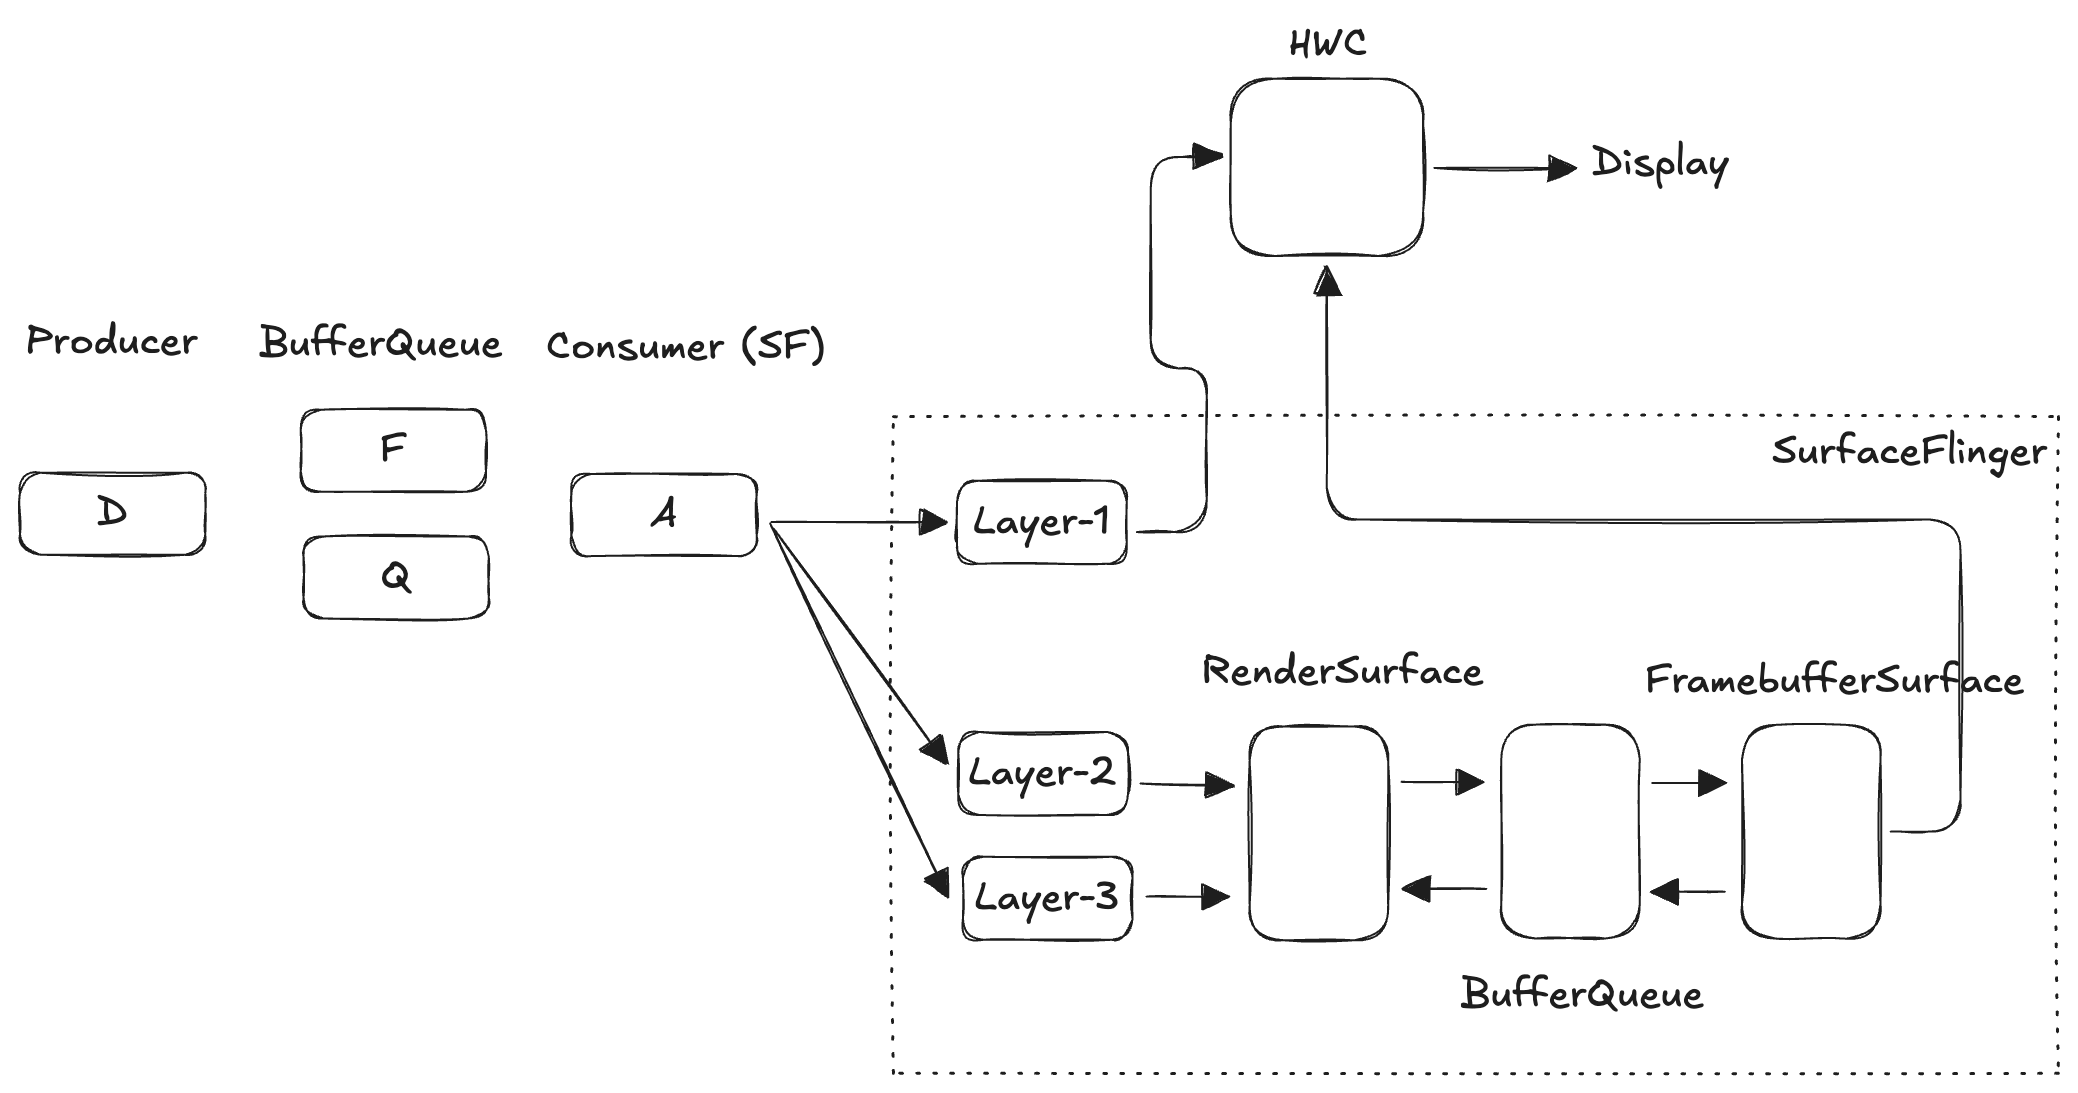 HWC
Display
Producer
BufferQueue
Consumer (SF)
F
D
Q
A
SurfaceFlinger
Layer-1
RenderSurface
FramebufferSurface
Layer-2
Layer-3
BufferQueue